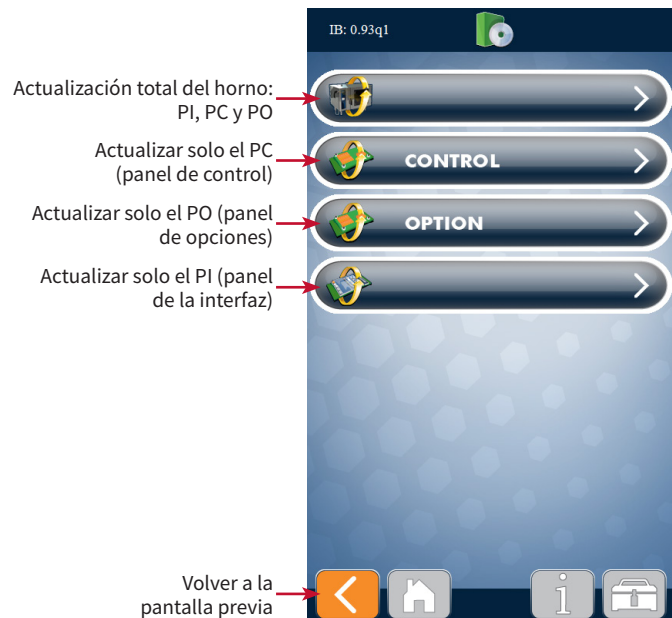 IB: 0.93q1
Actualización total del horno:
PI, PC y PO
Actualizar solo el PC
(panel de control)
CONTROL
Actualizar solo el PO (panel
de opciones)
OPTION
Actualizar solo el PI (panel
de la interfaz)
Volver a la
pantalla previa